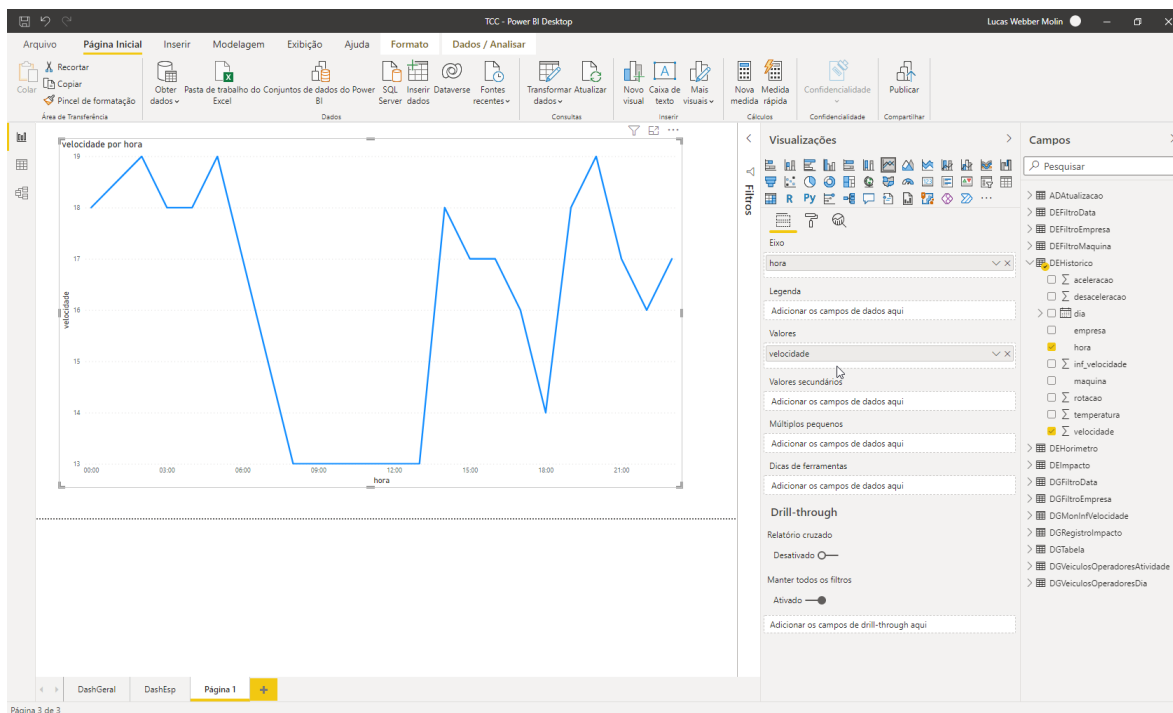 TCC - Power BI Desktop
Lucas Webber Molin
Arquivo
Página Inicial
Inserir
Modelagem
Exibição
Ajuda
Formato
Dados / Analisar
Colar
Recortar
Copiar
Pincel de formatação
Área de Transferência
Obter dados
Pasta de trabalho do Excel
Conjuntos de dados do Power BI
SQL Server
Inserir dados
Dataverse
Fontes recentes
Dados
Transformar dados
Atualizar
Consultas
Novo visual
Caixa de texto
Mais visuais
Inserir
Nova medida
Medida rápida
Cálculos
Confidencialidade
Confidencialidade
Publicar
Compartilhar
velocidade por hora
19
18
17
16
15
14
13
velocidade
00:00
03:00
06:00
09:00
12:00
15:00
18:00
21:00
hora
Filtros
Visualizações
R
Py
Eixo
hora
Legenda
Adicionar os campos de dados aqui
Valores
velocidade
Valores secundários
Adicionar os campos de dados aqui
Múltiplos pequenos
Adicionar os campos de dados aqui
Dicas de ferramentas
Adicionar os campos de dados aqui
Drill-through
Relatório cruzado
Desativado
Manter todos os filtros
Ativado
Adicionar os campos de drill-through aqui
Campos
Pesquisar
ADAtualizacao
DEFiltroData
DEFiltroEmpresa
DEFiltroMaquina
DEHistorico
aceleracao
desaceleracao
dia
empresa
hora
inf_velocidade
maquina
rotacao
temperatura
velocidade
DEHorimetro
DEImpacto
DGFiltroData
DGFiltroEmpresa
DGMonInfVelocidade
DGRegistroImpacto
DGTabela
DGVeiculosOperadoresAtividade
DGVeiculosOperadoresDia
DashGeral
DashEsp
Página 1
Página 3 de 3